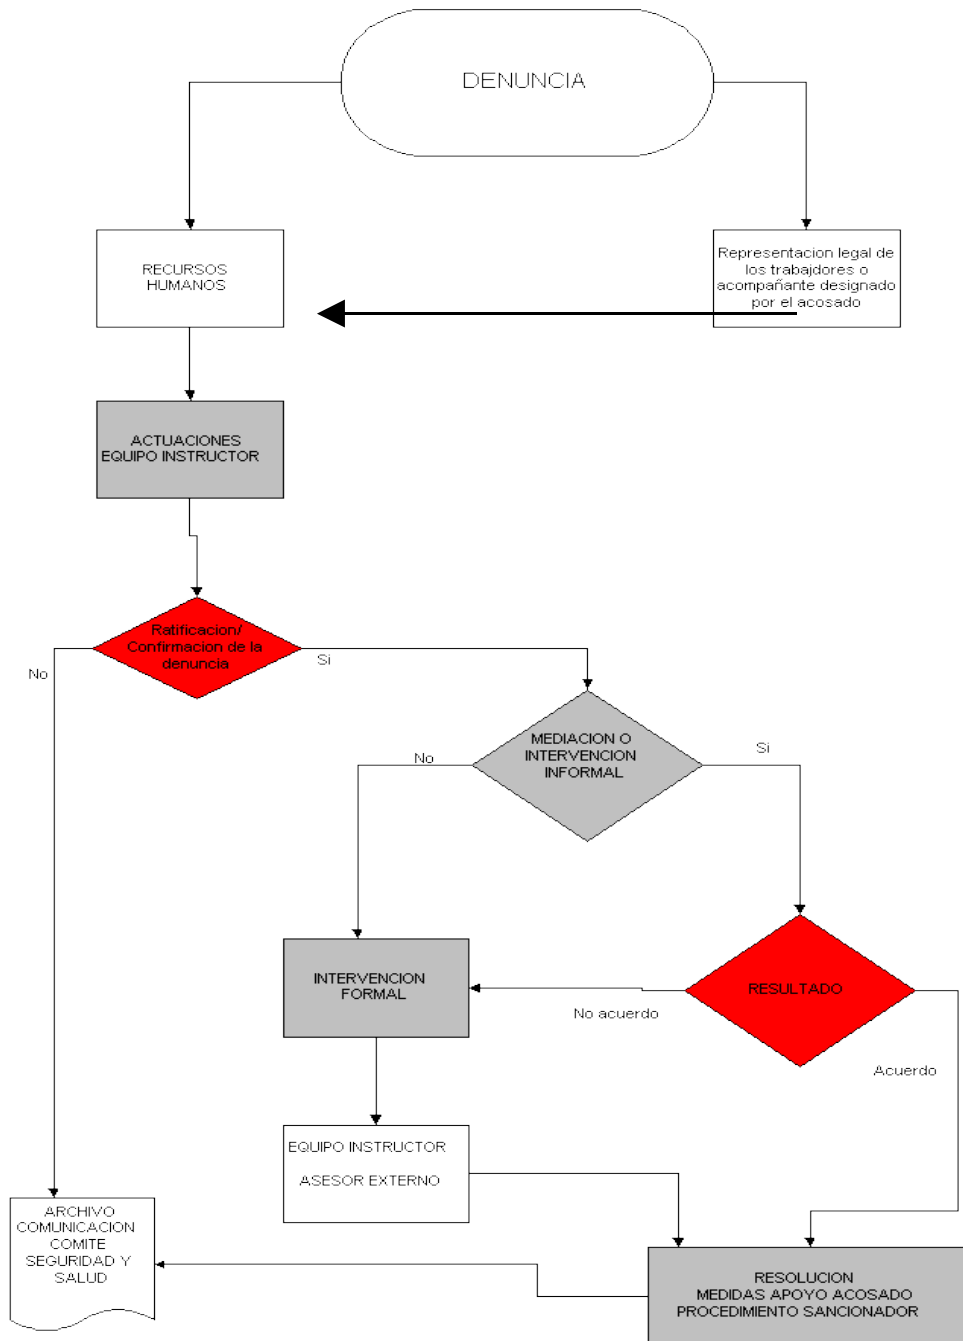 DENUNCIA
RECURSOS
HUMANOS
Representacion legal de
los trabajdores o
acompañante designado
por el acosado
ACTUACIONES
EQUIPO INSTRUCTOR
Ratificacion/
Confirmacion de la
denuncia
No
Si
MEDIACION O
INTERVENCION
INFORMAL
No
Si
INTERVENCION
FORMAL
RESULTADO
No acuerdo
Acuerdo
EQUIPO INSTRUCTOR
ASESOR EXTERNO
ARCHIVO
COMUNICACION
COMITE
SEGURIDAD Y
SALUD
RESOLUCION
MEDIDAS APOYO ACOSADO
PROCEDIMIENTO SANCIONADOR